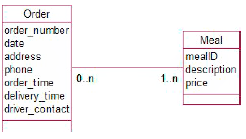 Order
order_number
date
address
phone
order_time
delivery_time
driver_contact
0..n
1..n
Meal
mealID
description
price